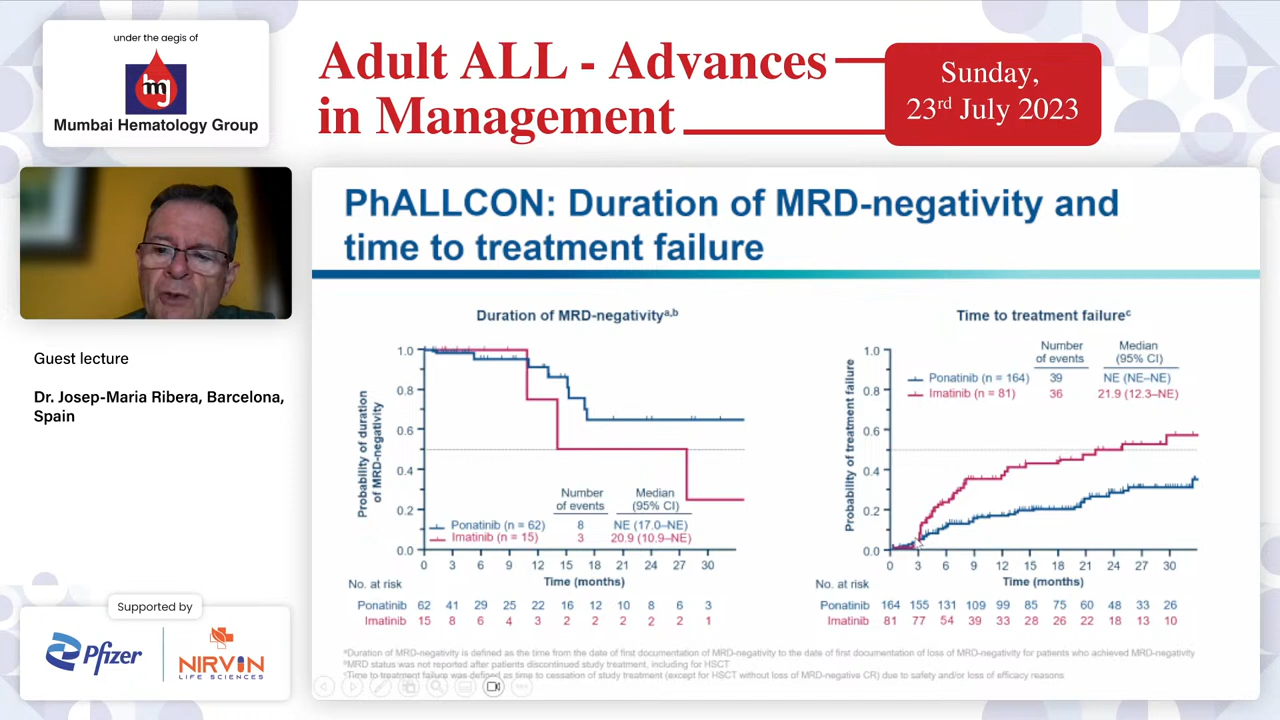 under the aegis of
mj
Mumbai Hematology Group
Adult ALL - Advances
in Management
Sunday,
23rd July 2023
Guest lecture
Dr. Josep-Maria Ribera, Barcelona,
Spain
Supported by
Pfizer
NIRVIN
LIFE SCIENCES
PhALLCON: Duration of MRD-negativity and
time to treatment failure
Duration of MRD-negativitya,b
Probability of duration
of MRD-negativity
1.0
0.8
0.6
0.4
0.2
0.0
Number
of events
Median
(95% CI)
Ponatinib (n = 62) 8 NE (17.0–NE)
Imatinib (n = 15) 3 20.9 (10.9–NE)
0 3 6 9 12 15 18 21 24 27 30
No. at risk
Time (months)
Ponatinib 62 41 29 25 22 16 12 10 8 6 3
Imatinib 15 8 6 4 3 2 2 2 2 2 1
Time to treatment failurec
Probability of treatment failure
1.0
0.8
0.6
0.4
0.2
0.0
Number
of events
Median
(95% CI)
Ponatinib (n = 164) 39 NE (NE–NE)
Imatinib (n = 81) 36 21.9 (12.3–NE)
0 3 6 9 12 15 18 21 24 27 30
No. at risk
Time (months)
Ponatinib 164 155 131 109 99 85 75 60 48 33 26
Imatinib 81 77 54 39 33 28 26 22 18 13 10
aDuration of MRD-negativity is defined as the time from the date of first documentation of MRD-negativity to the date of first documentation of loss of MRD-negativity for patients who achieved MRD-negativity
bMRD status was not reported after patients discontinued study treatment, including for HSCT
cTime to treatment failure was defined as time to cessation of study treatment (except for HSCT without loss of MRD-negative CR) due to safety and/or loss of efficacy reasons